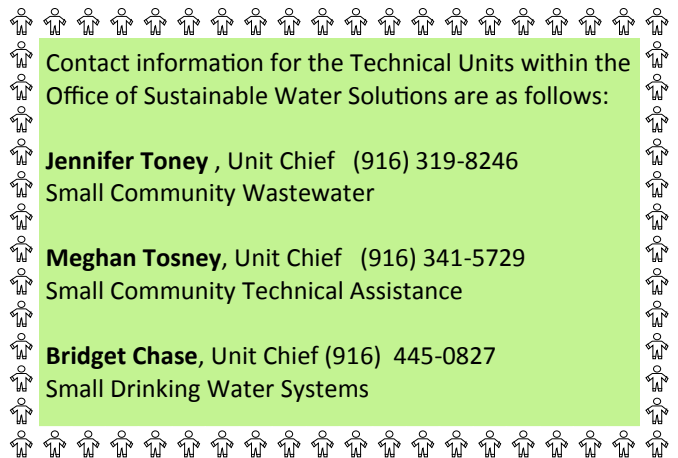 Contact information for the Technical Units within the
Office of Sustainable Water Solutions are as follows:
Jennifer Toney , Unit Chief   (916) 319-8246
Small Community Wastewater
Meghan Tosney, Unit Chief   (916) 341-5729
Small Community Technical Assistance
Bridget Chase, Unit Chief (916)  445-0827
Small Drinking Water Systems